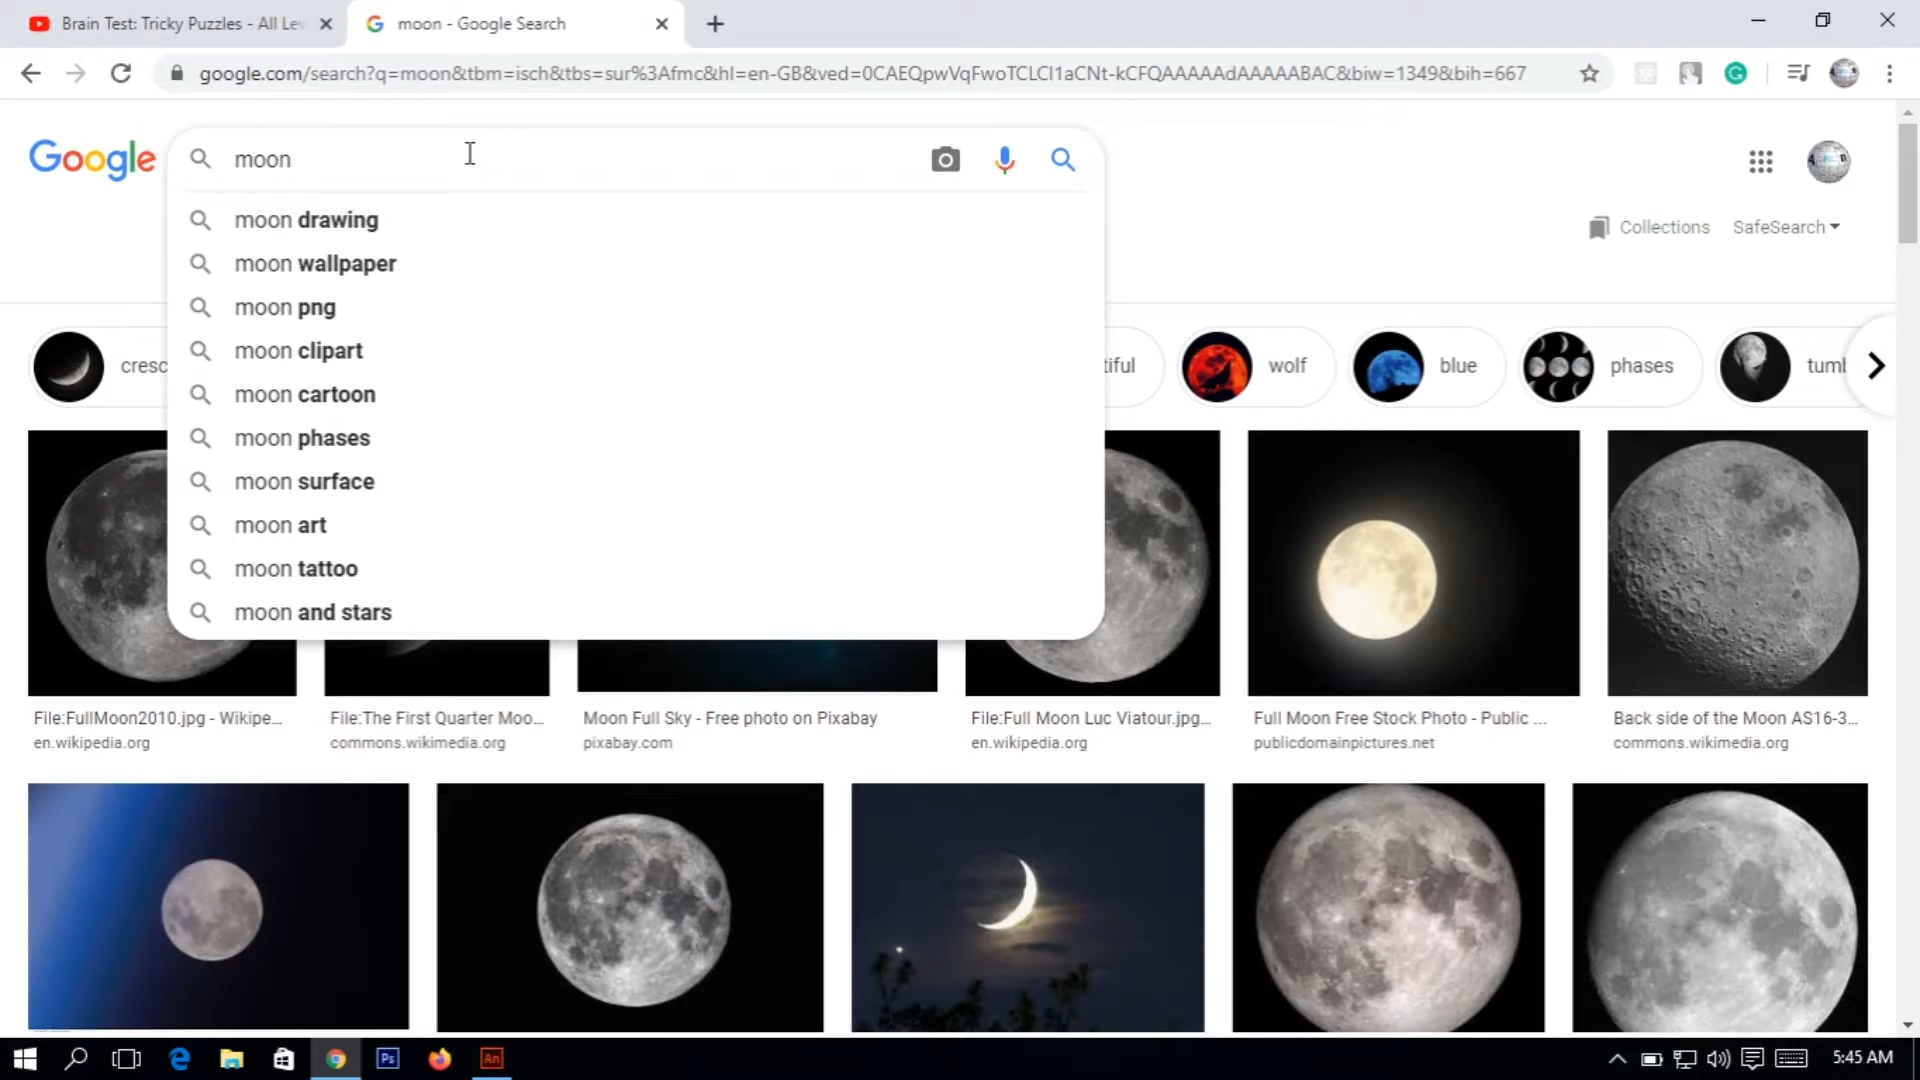 Brain Test: Tricky Puzzles - All Lev
moon - Google Search
google.com/search?q=moon&tbm=isch&tbs=sur%3Afmc&hl=en-GB&ved=0CAEQpwVqFwoTCLCI1aCNt-kCFQAAAAAdAAAAABAC&biw=1349&bih=667
Google
moon
Collections SafeSearch
moon drawing
moon wallpaper
moon png
moon clipart
moon cartoon
moon phases
moon surface
moon art
moon tattoo
moon and stars
cresc
tiful
wolf
blue
phases
tuml
File:FullMoon2010.jpg - Wikipe...
en.wikipedia.org
File:The First Quarter Moo...
commons.wikimedia.org
Moon Full Sky - Free photo on Pixabay
pixabay.com
File:Full Moon Luc Viatour.jpg...
en.wikipedia.org
Full Moon Free Stock Photo - Public ...
publicdomainpictures.net
Back side of the Moon AS16-3...
commons.wikimedia.org
Ps
An
5:45 AM